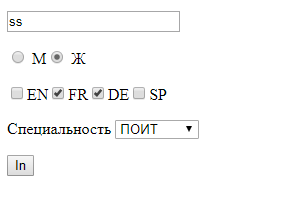 ss
М Ж
EN FR DE SP
Специальность ПОИТ
In